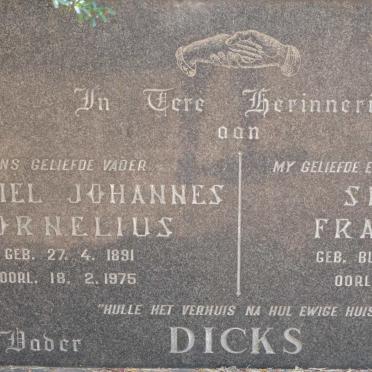 In Tere Herinneri
aan
NS GELIEFDE VADER
IEL JOHANNES
ORNELIUS
GEB. 27. 4. 1891
OORL. 18. 2. 1975
MY GELIEFDE E
S
FRA
GEB. BL
OORL
"HULLE HET VERHUIS NA HUL EWIGE HUIS
Vader
DICKS